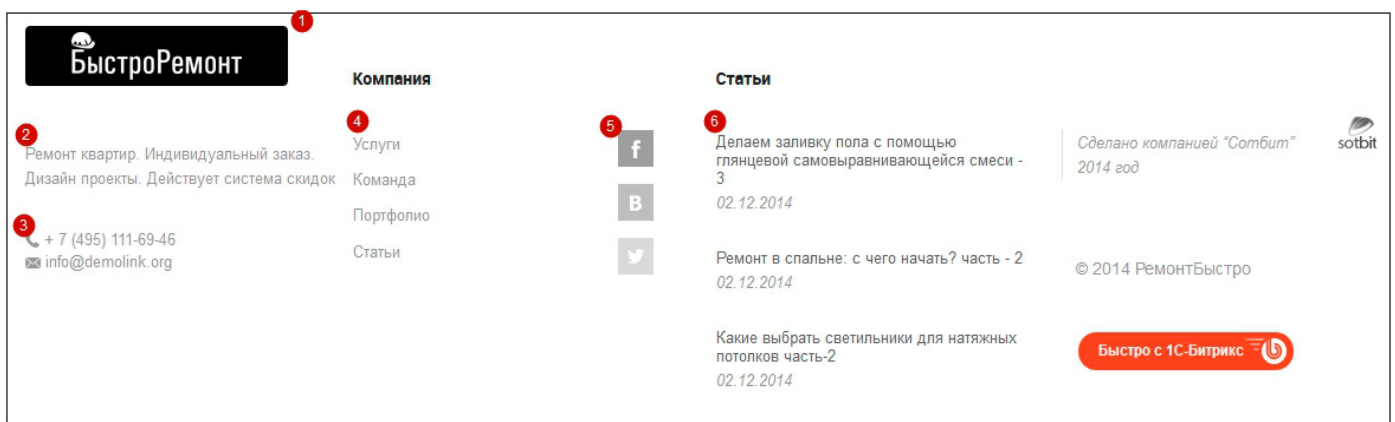 1
БыстроРемонт
2
Ремонт квартир. Индивидуальный заказ.
Дизайн проекты. Действует система скидок
3
+ 7 (495) 111-69-46
info@demolink.org
Компания
4
Услуги
Команда
Портфолио
Статьи
5
f
B
Статьи
6
Делаем заливку пола с помощью
глянцевой самовыравнивающейся смеси -
3
02.12.2014
Ремонт в спальне: с чего начать? часть - 2
02.12.2014
Какие выбрать светильники для натяжных
потолков часть-2
02.12.2014
Сделано компанией "Сотбит"
2014 год
sotbit
© 2014 РемонтБыстро
Быстро с 1С-Битрикс